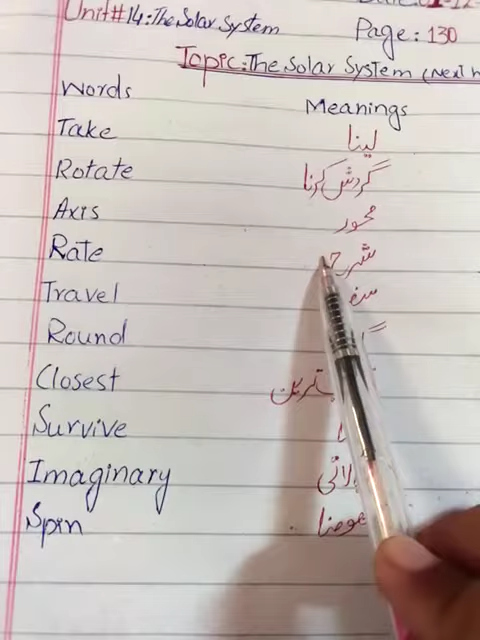 Unit#14:The Solar System
Page: 130
Topic:The Solar System (Next
Words Meanings
Take لینا
Rotate گردش کرنا
Axis محور
Rate شرح
Travel
Round
Closest
Survive
Imaginary
Spin